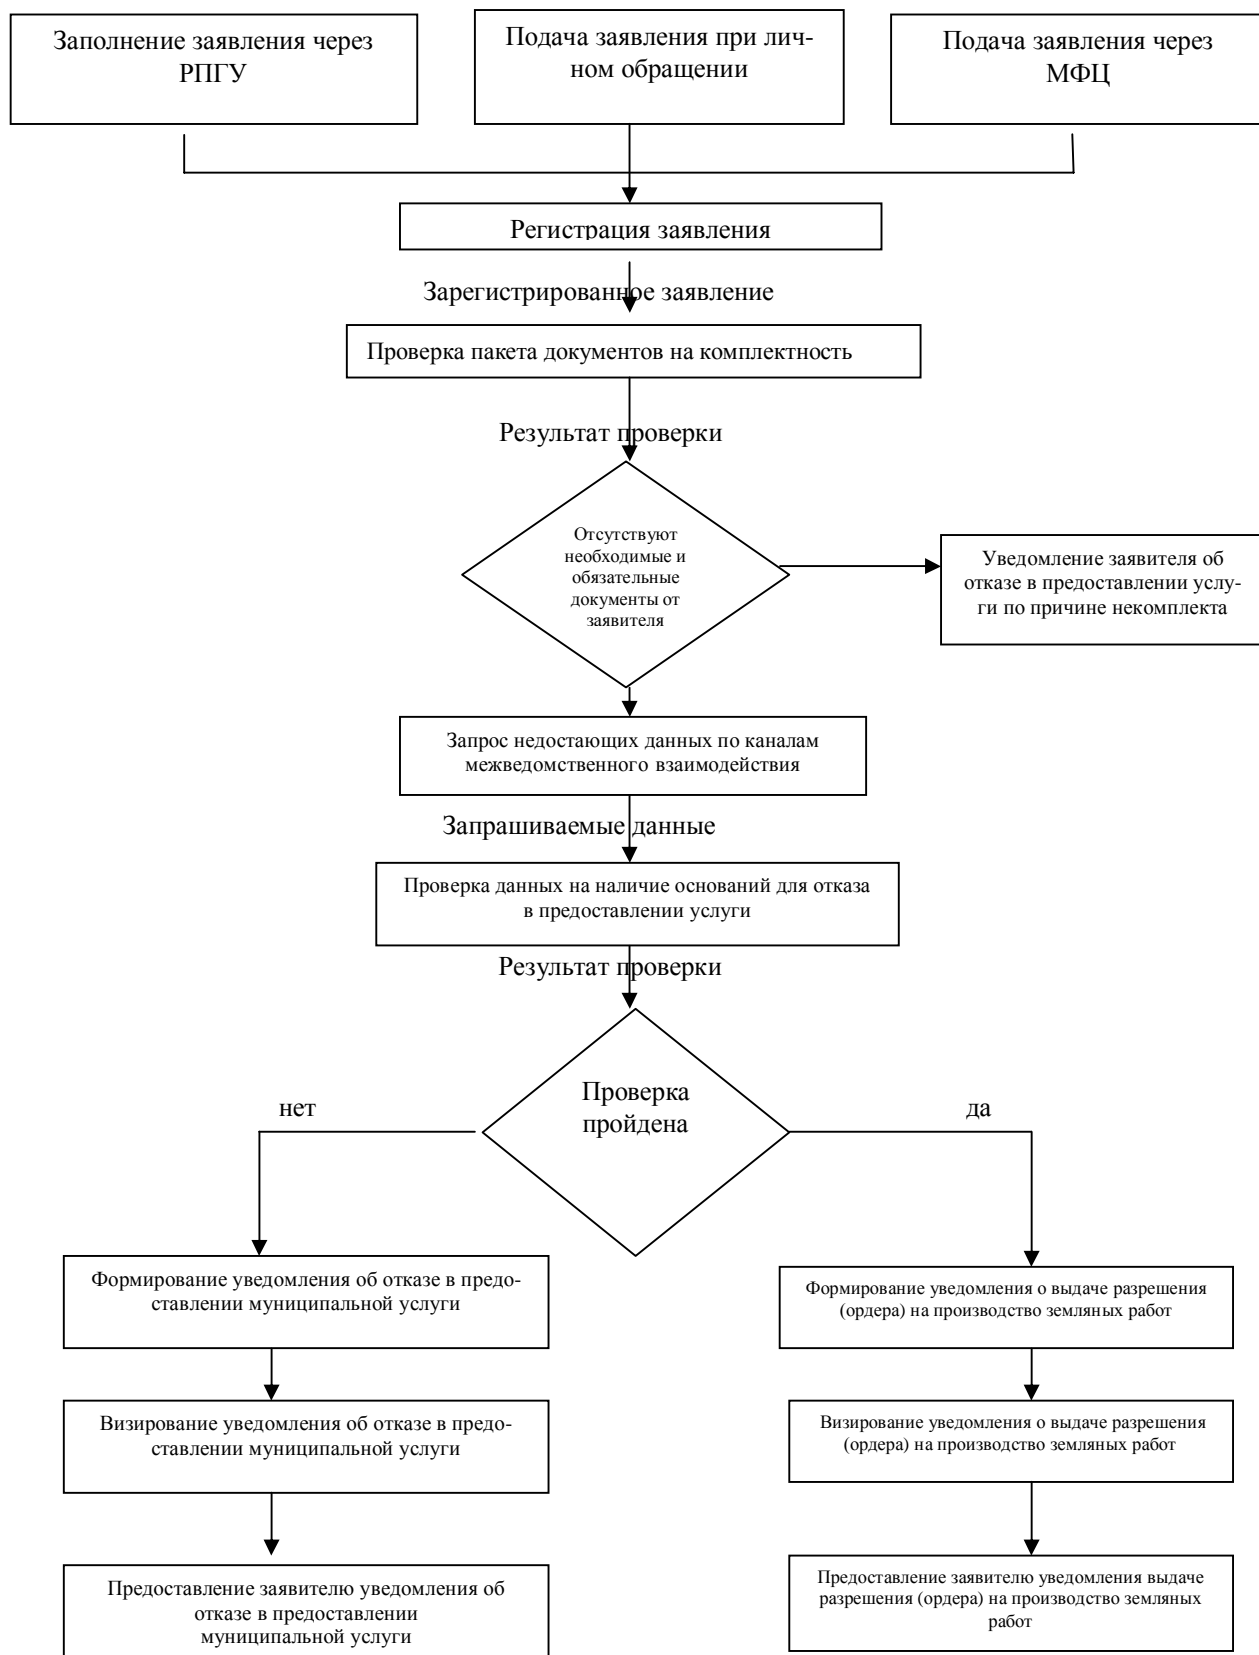 Заполнение заявления через
РПГУ
Подача заявления при лич-
ном обращении
Подача заявления через
МФЦ
Регистрация заявления
Зарегистрированное заявление
Проверка пакета документов на комплектность
Результат проверки
Отсутствуют
необходимые и
обязательные
документы от
заявителя
Уведомление заявителя об
отказе в предоставлении услу-
ги по причине некомплекта
Запрос недостающих данных по каналам
межведомственного взаимодействия
Запрашиваемые данные
Проверка данных на наличие оснований для отказа
в предоставлении услуги
Результат проверки
Проверка
пройдена
нет
да
Формирование уведомления об отказе в предо-
ставлении муниципальной услуги
Формирование уведомления о выдаче разрешения
(ордера) на производство земляных работ
Визирование уведомления об отказе в предо-
ставлении муниципальной услуги
Визирование уведомления о выдаче разрешения
(ордера) на производство земляных работ
Предоставление заявителю уведомления об
отказе в предоставлении
муниципальной услуги
Предоставление заявителю уведомления выдаче
разрешения (ордера) на производство земляных
работ